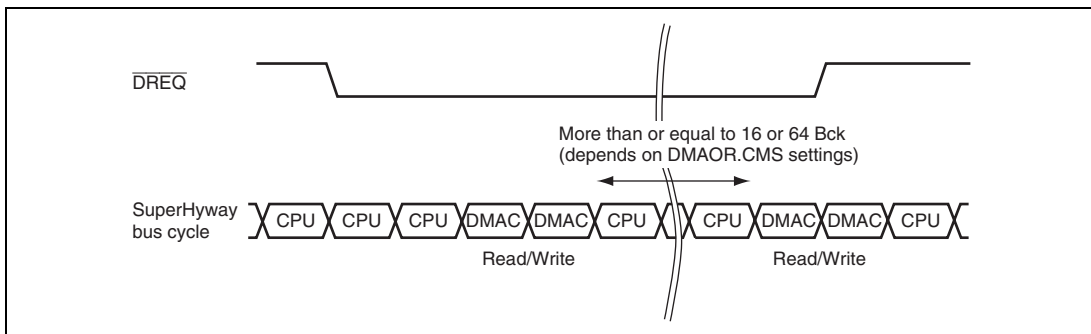 DREQ
More than or equal to 16 or 64 Bck
(depends on DMAOR.CMS settings)
SuperHyway
bus cycle
CPU CPU CPU DMAC DMAC CPU CPU DMAC DMAC CPU
Read/Write Read/Write